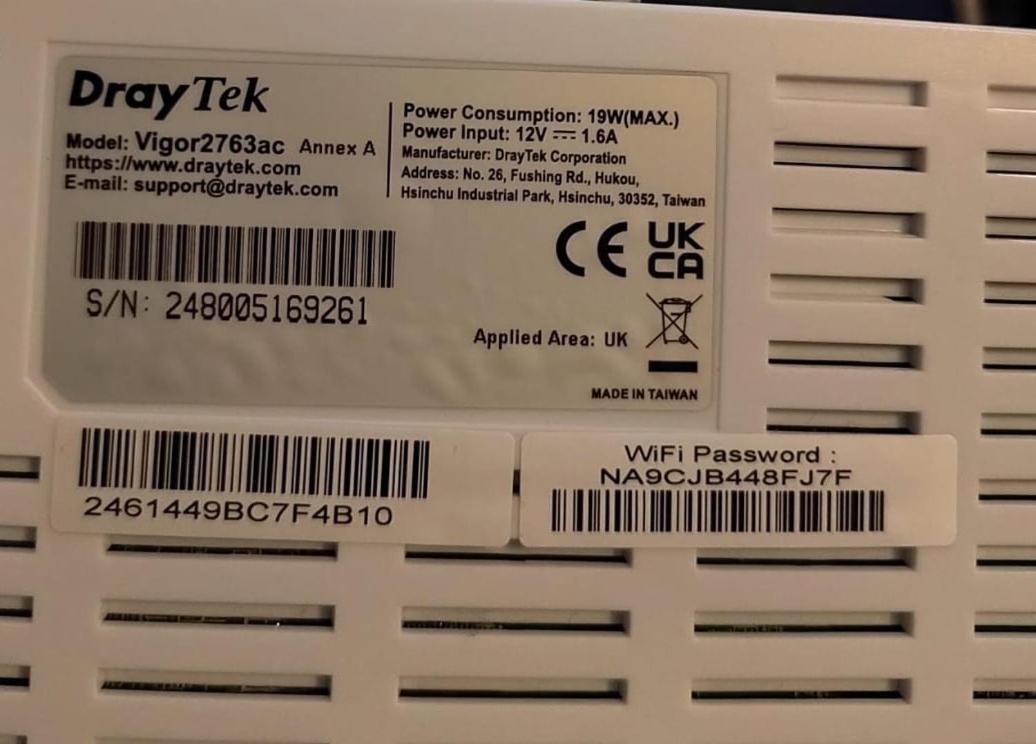 DrayTek
Model: Vigor2763ac Annex A
https://www.draytek.com
E-mail: support@draytek.com
Power Consumption: 19W(MAX.)
Power Input: 12V ⎓ 1.6A
Manufacturer: DrayTek Corporation
Address: No. 26, Fushing Rd., Hukou,
Hsinchu Industrial Park, Hsinchu, 30352, Taiwan
CE UK
CA
S/N: 248005169261
Applied Area: UK
MADE IN TAIWAN
2461449BC7F4B10
WiFi Password :
NA9CJB448FJ7F